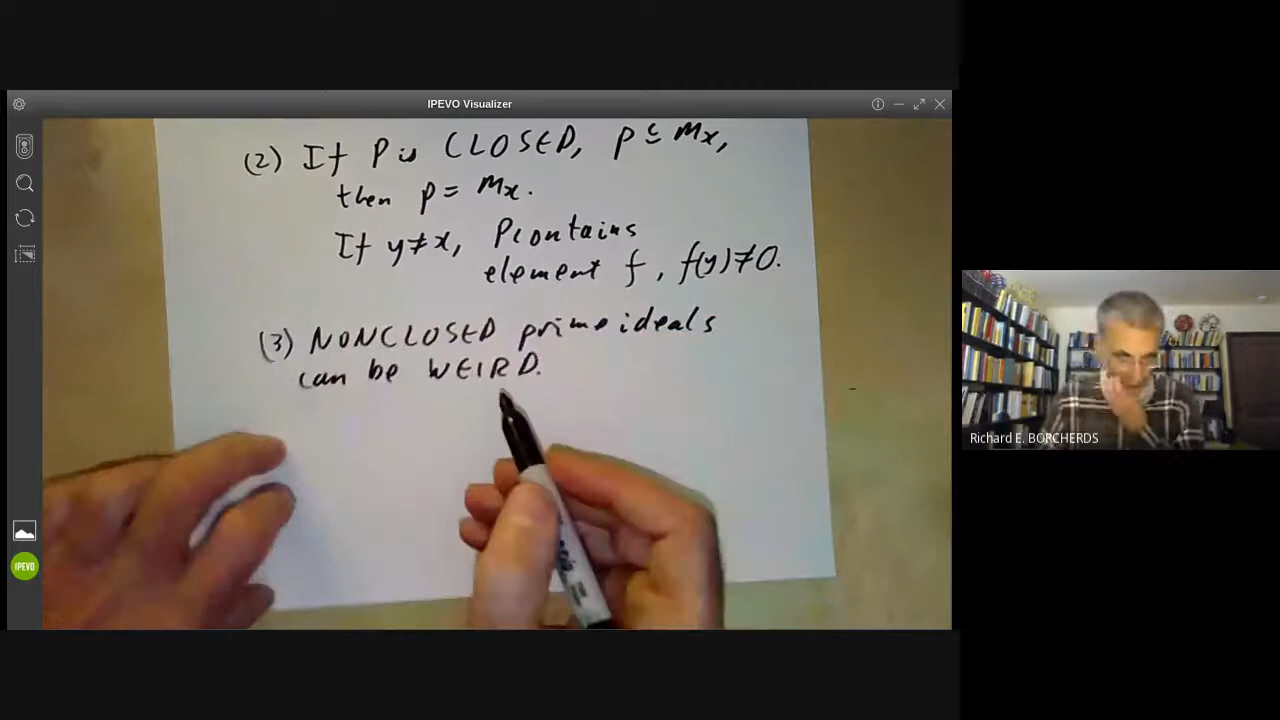 IPEVO Visualizer
(2) If P is CLOSED, p ⊆ mx,
then p = mx.
If y≠x, P contains
element f, f(y)≠0.
(3) NONCLOSED prime ideals
can be WEIRD.
IPEVO
Richard E. BORCHERDS